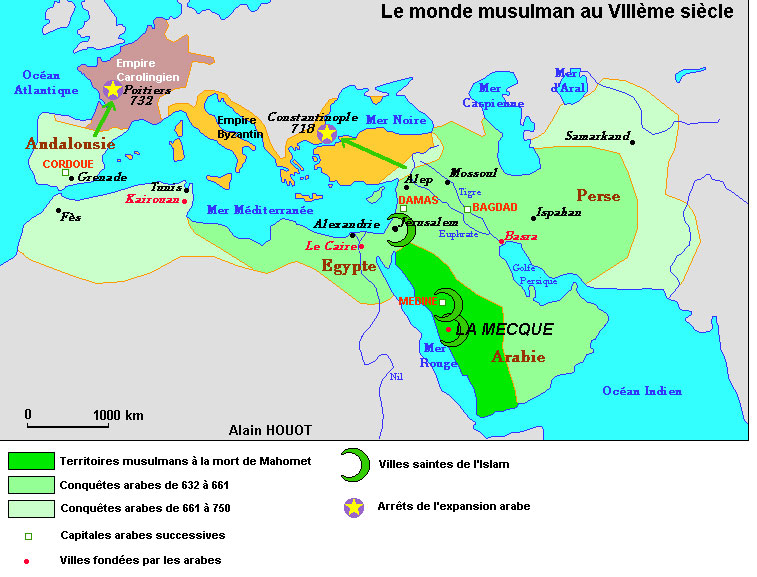 Le monde musulman au VIIIème siècle
Empire
Carolingien
Océan
Atlantique
Poitiers
732
Mer
Caspienne
Mer
d'Aral
Constantinople
718
Empire
Byzantin
Mer Noire
Samarkand
Andalousie
CORDOUE
Grenade
Tunis
Kairouan
Alep
Mossoul
Tigre
Perse
DAMAS
BAGDAD
Ispahan
Fès
Mer Méditerranée
Alexandrie
Jérusalem
Euphrate
Basra
Le Caire
Egypte
Golfe
Persique
MEDINE
LA MECQUE
Mer
Rouge
Arabie
Nil
Océan Indien
0 1000 km
Alain HOUOT
Territoires musulmans à la mort de Mahomet
Conquêtes arabes de 632 à 661
Conquêtes arabes de 661 à 750
Capitales arabes successives
Villes fondées par les arabes
Villes saintes de l'Islam
Arrêts de l'expansion arabe